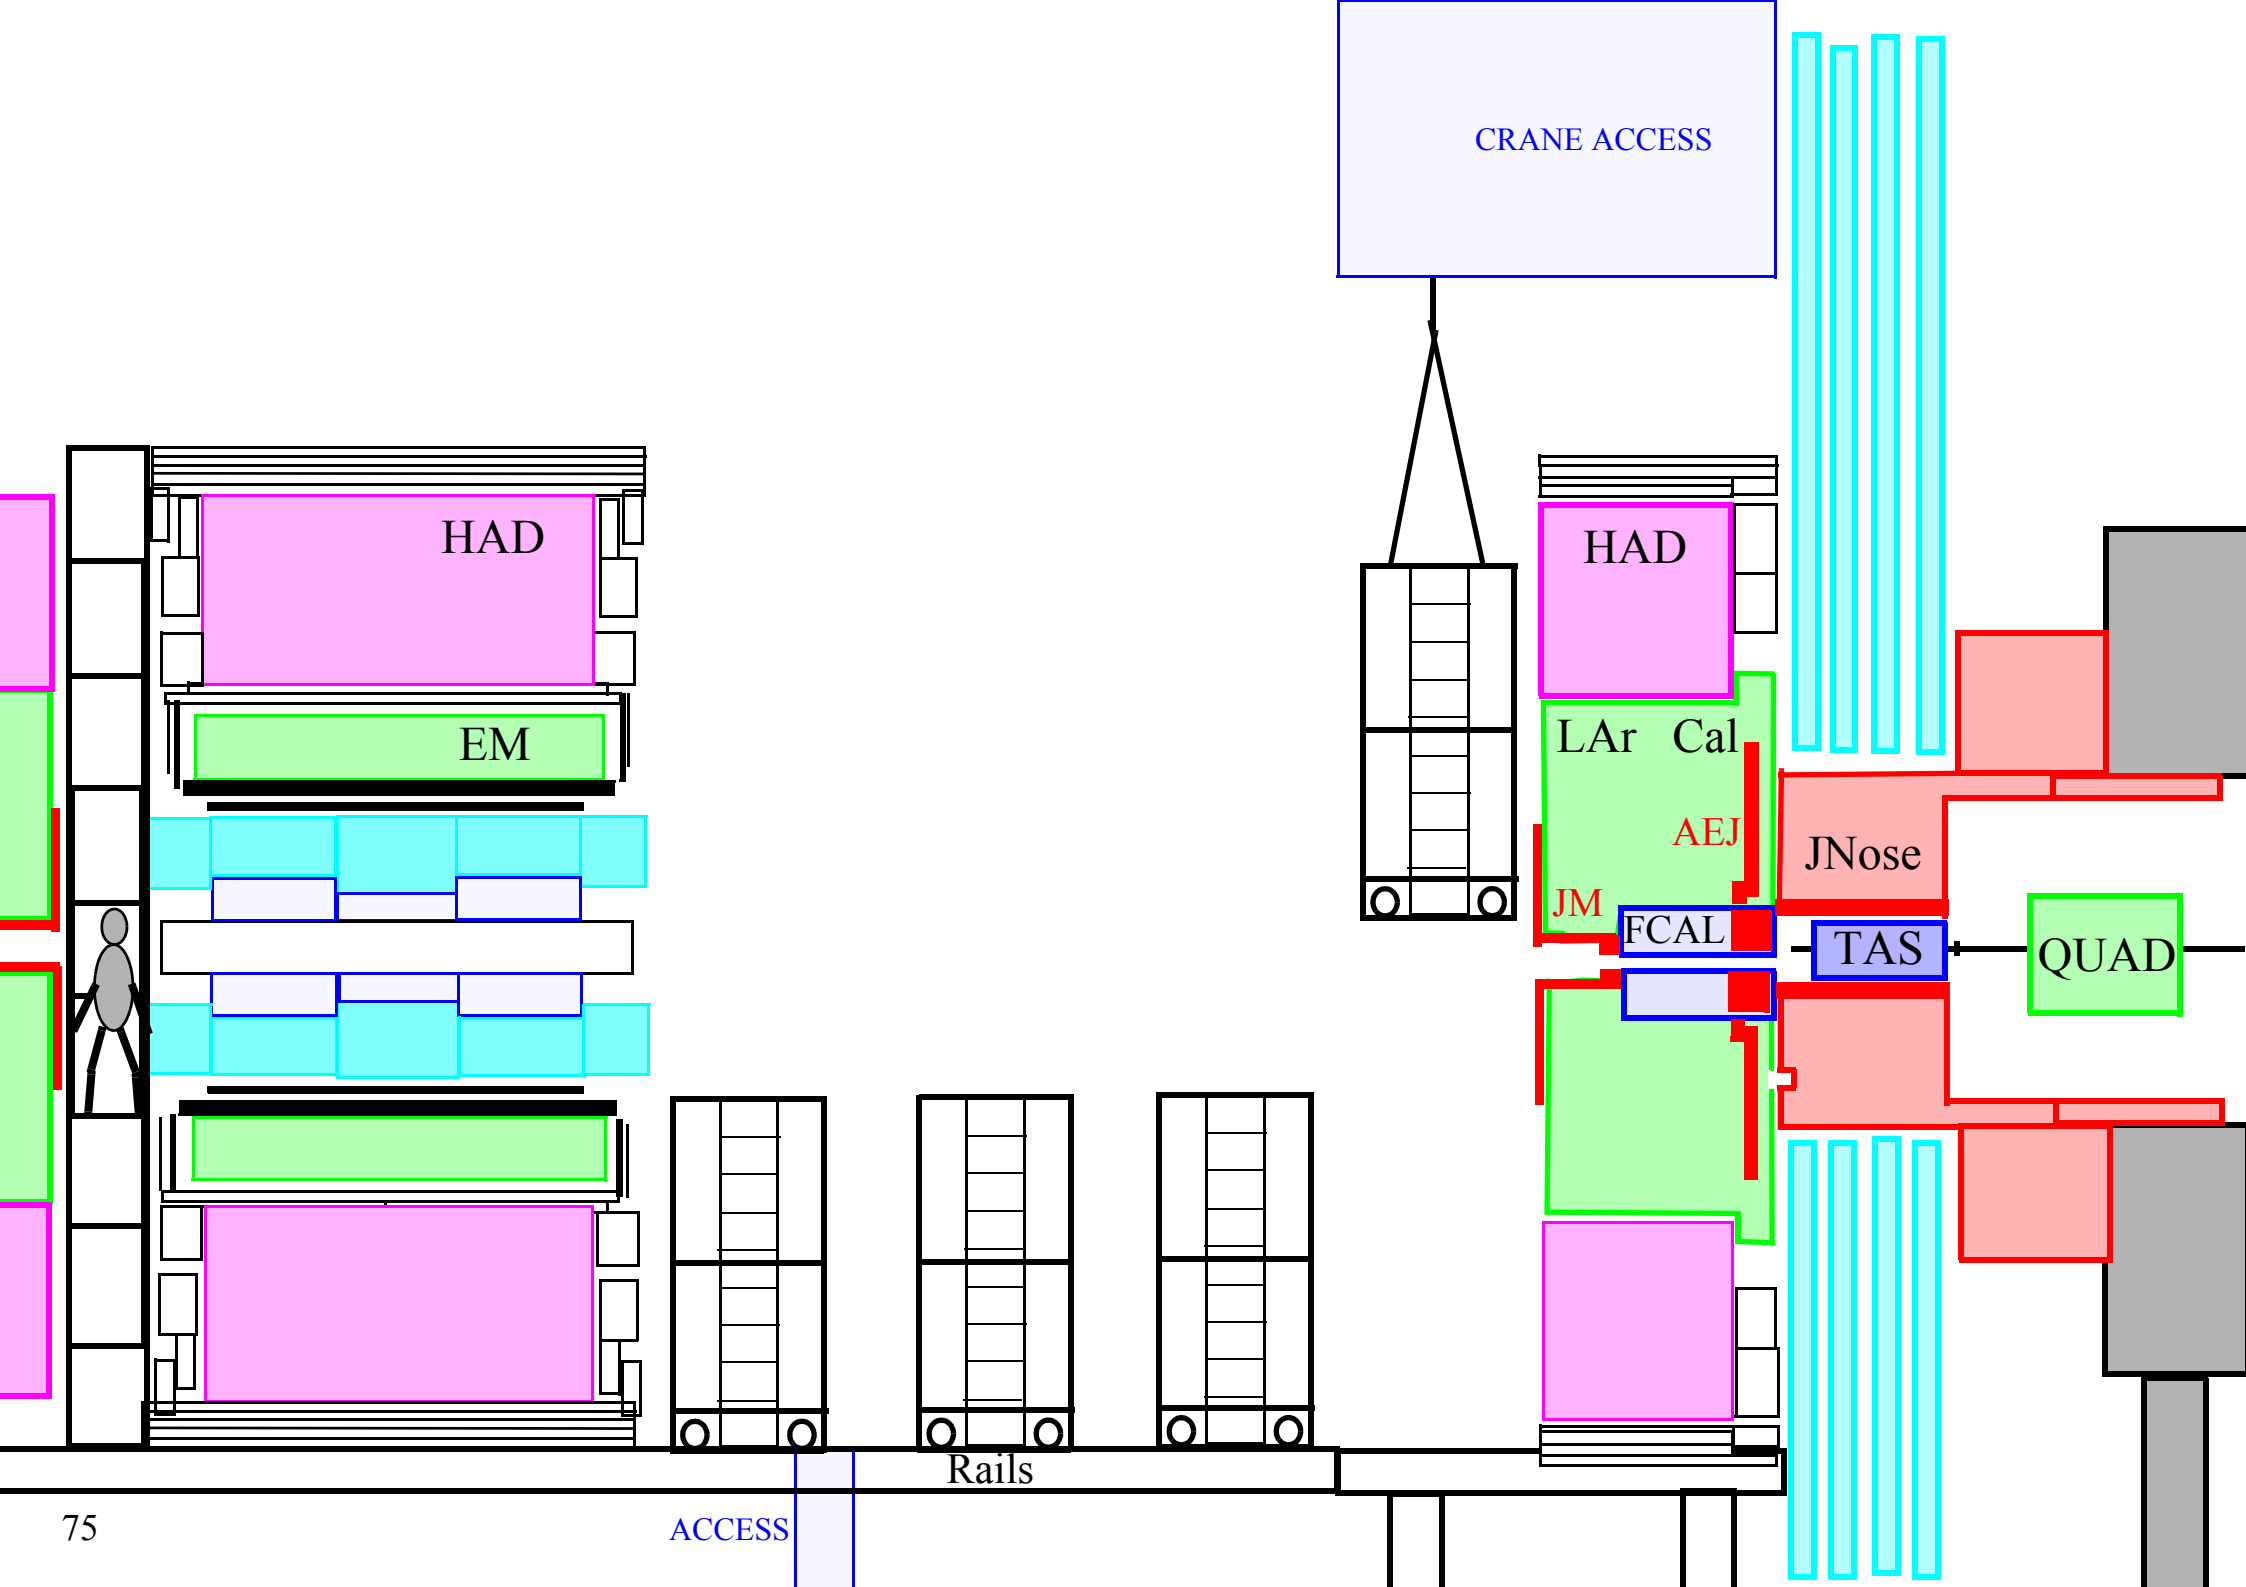 CRANE ACCESS
HAD
HAD
EM
LAr Cal
AEJ
JNose
JM
FCAL
TAS
QUAD
Rails
75
ACCESS